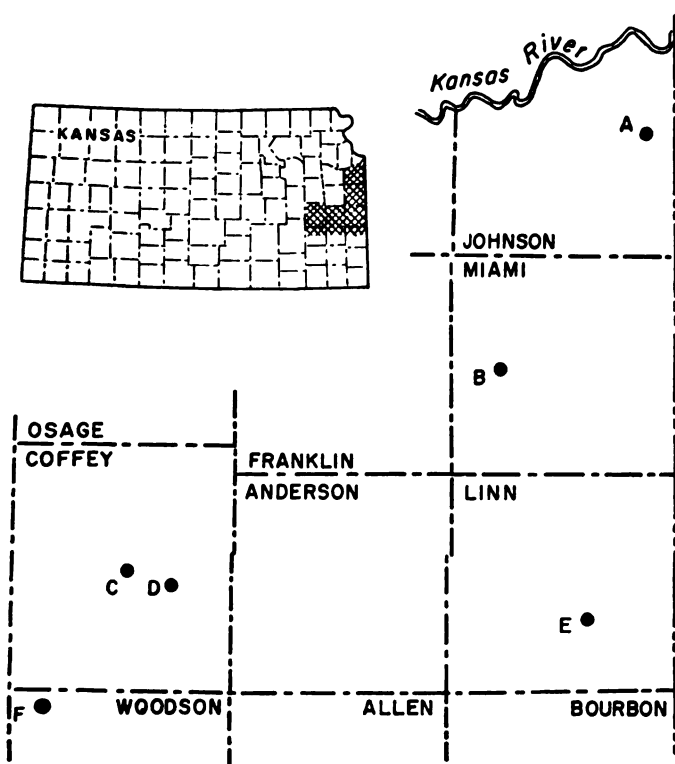 Kansas River
KANSAS
A
JOHNSON
MIAMI
B
OSAGE
COFFEY
FRANKLIN
ANDERSON
LINN
C
D
E
F
WOODSON
ALLEN
BOURBON